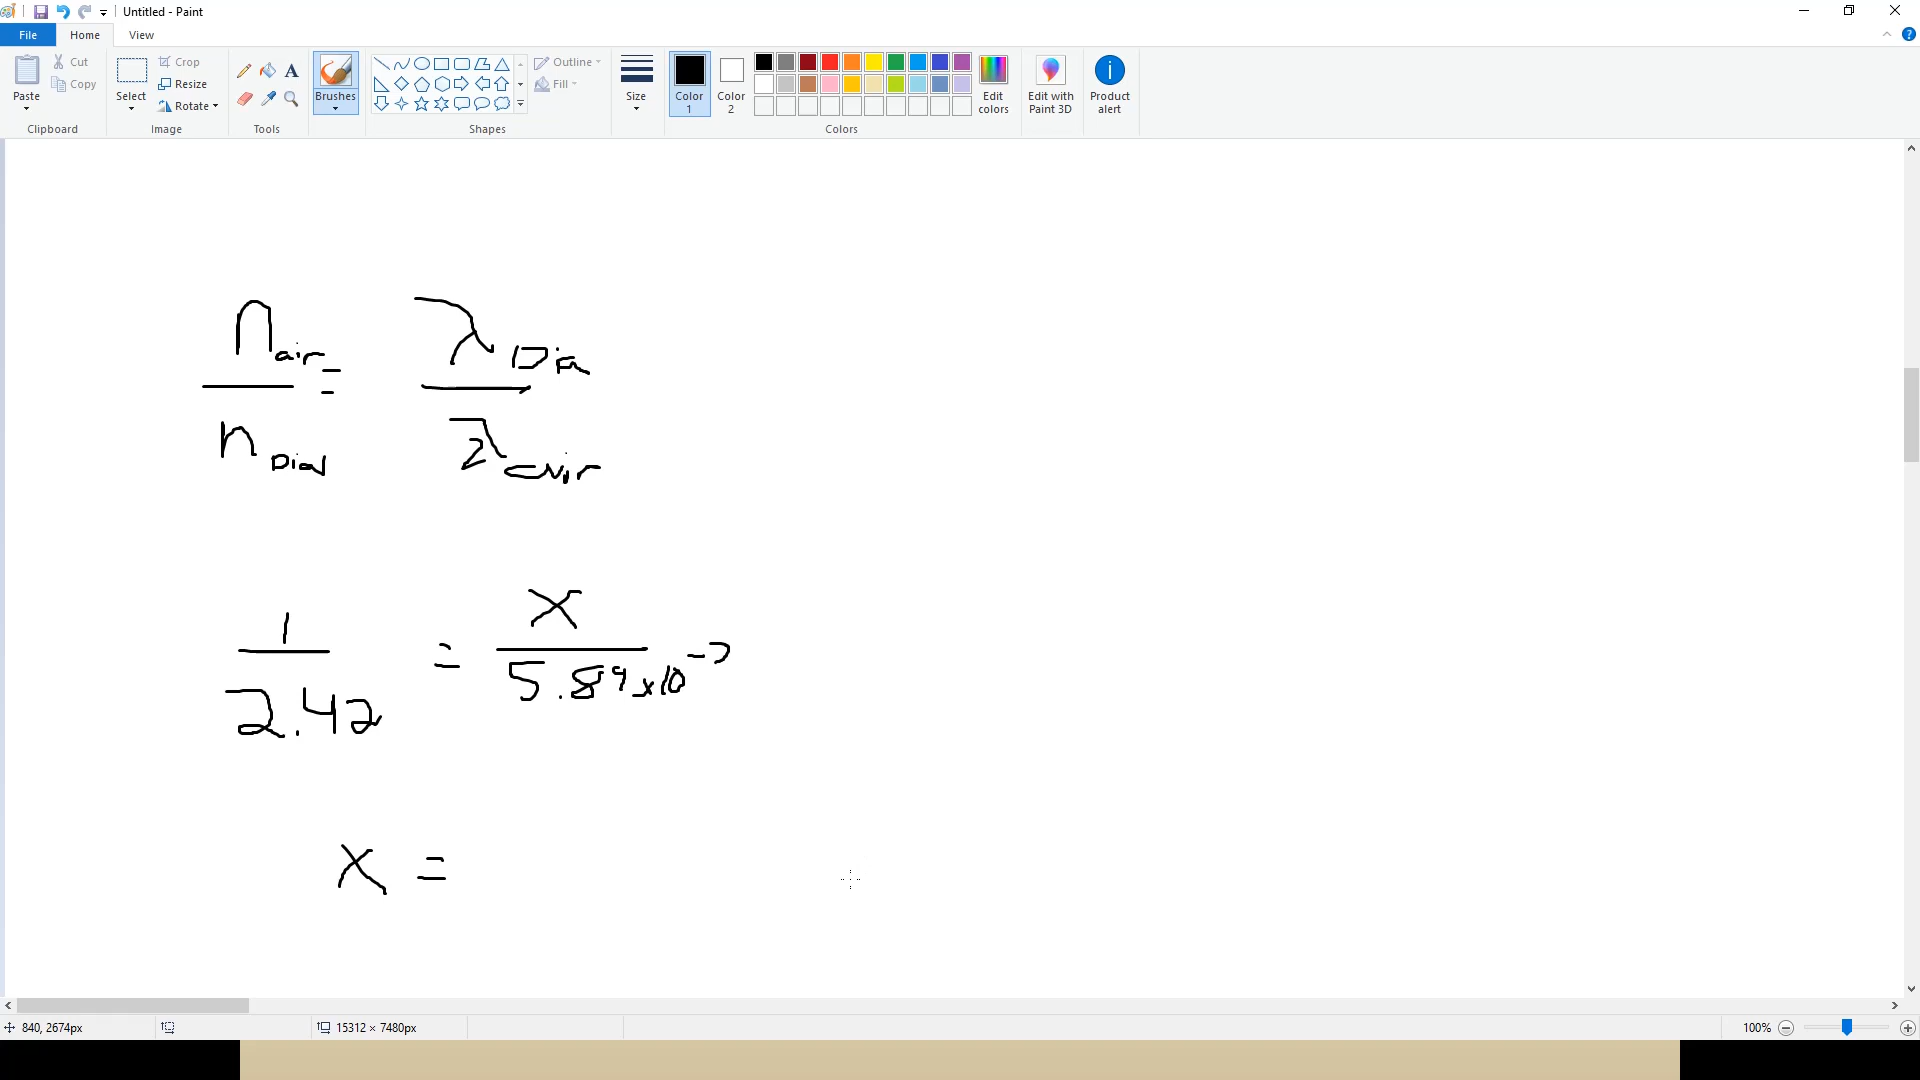 Untitled - Paint
File Home View
Paste
Cut
Copy
Clipboard
Select
Crop
Resize
Rotate
Image
Tools
Brushes
Shapes
Outline
Fill
Size
Color 1
Color 2
Edit colors
Colors
Edit with Paint 3D
Product alert
n air = λ Dia
n Dia λ air
1 = X
2.42 5.89 x10 -7
X =
840, 2674px
15312 × 7480px
100%